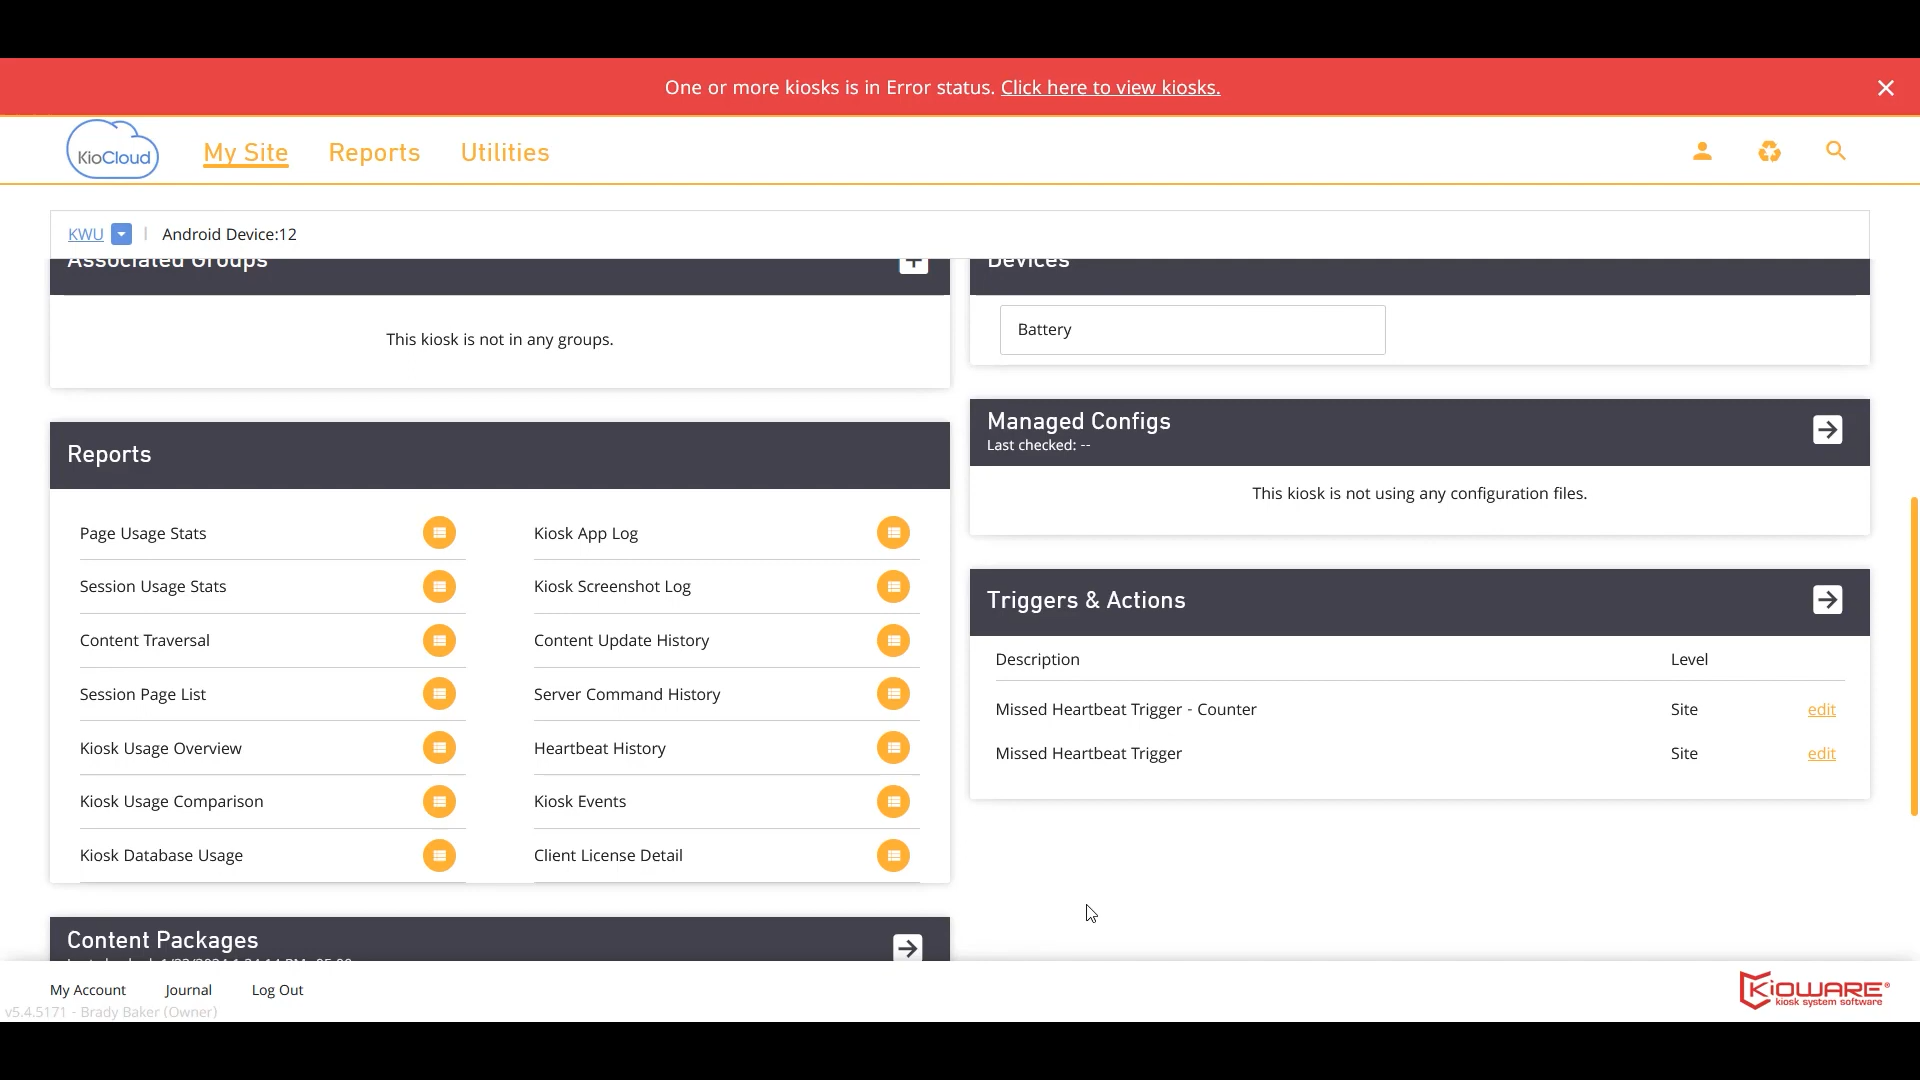 One or more kiosks is in Error status. Click here to view kiosks.
KioCloud
My Site
Reports
Utilities
KWU
Android Device:12
Associated Groups
This kiosk is not in any groups.
Devices
Battery
Managed Configs
Last checked: --
This kiosk is not using any configuration files.
Reports
Page Usage Stats
Kiosk App Log
Session Usage Stats
Kiosk Screenshot Log
Content Traversal
Content Update History
Session Page List
Server Command History
Kiosk Usage Overview
Heartbeat History
Kiosk Usage Comparison
Kiosk Events
Kiosk Database Usage
Client License Detail
Triggers & Actions
Description Level
Missed Heartbeat Trigger - Counter Site edit
Missed Heartbeat Trigger Site edit
Content Packages
My Account
Journal
Log Out
v5.4.5171 - Brady Baker (Owner)
KIOWARE®
kiosk system software